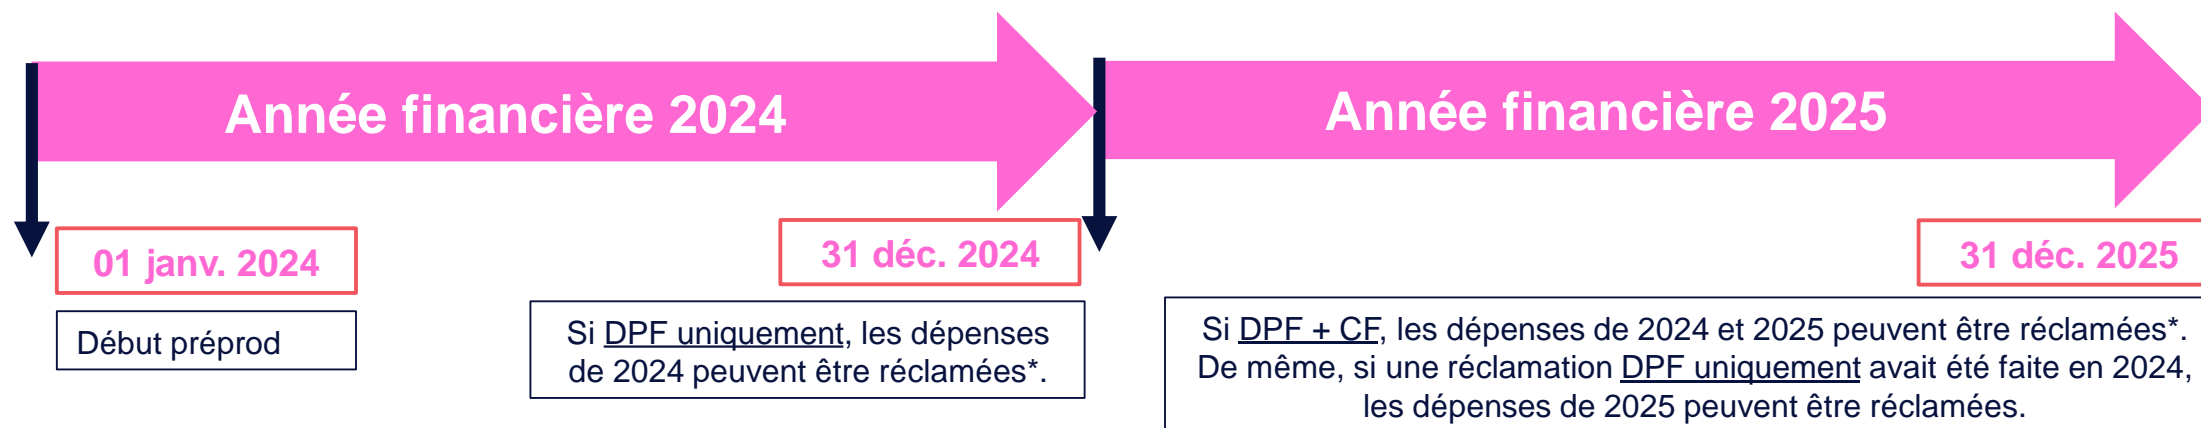 Année financière 2024
Année financière 2025
01 janv. 2024
31 déc. 2024
31 déc. 2025
Début préprod
Si DPF uniquement, les dépenses
de 2024 peuvent être réclamées*.
Si DPF + CF, les dépenses de 2024 et 2025 peuvent être réclamées*.
De même, si une réclamation DPF uniquement avait été faite en 2024,
les dépenses de 2025 peuvent être réclamées.